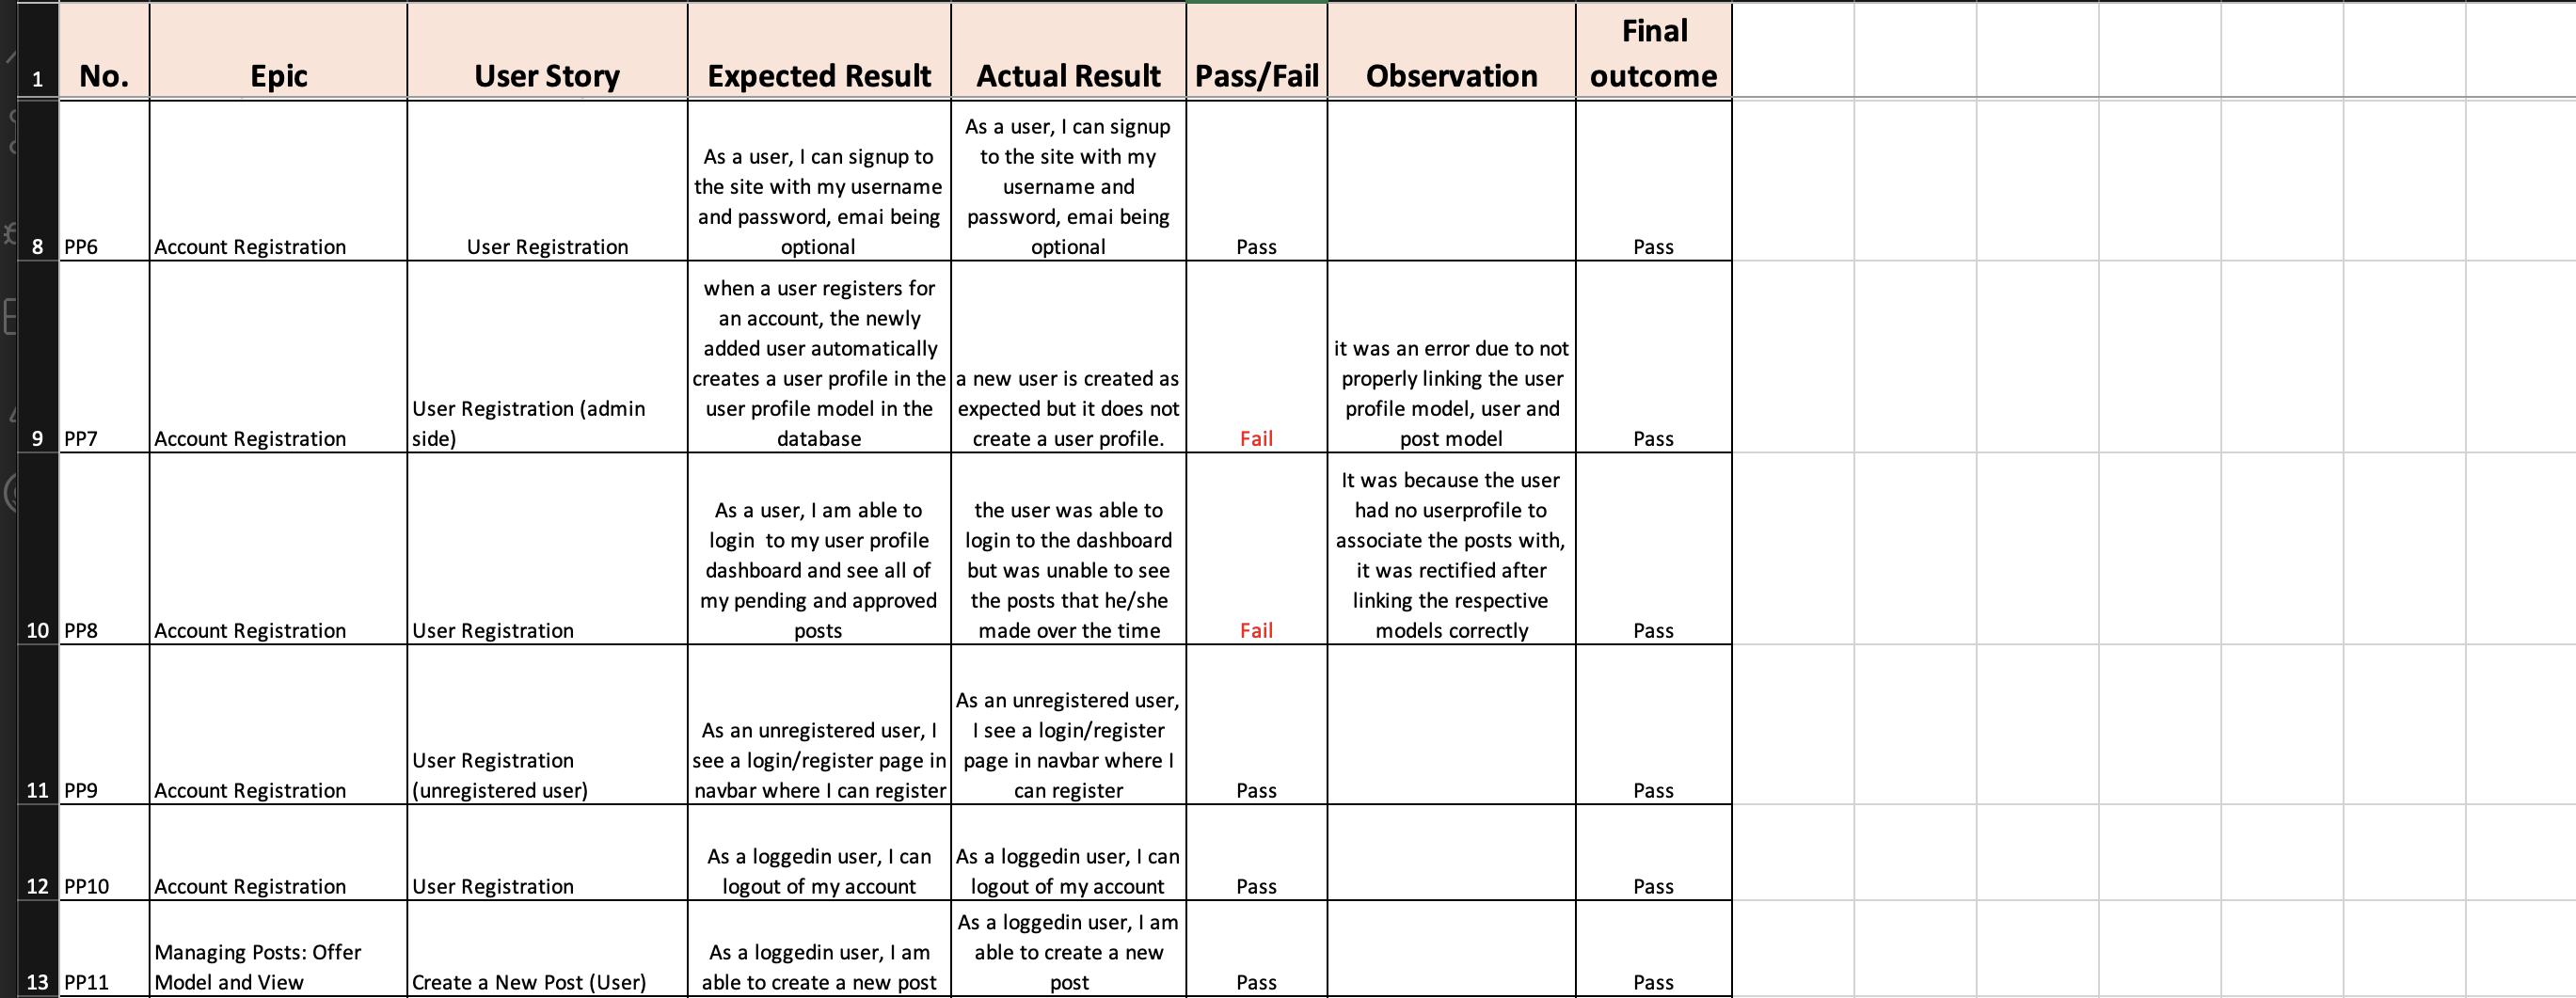 1 No. Epic User Story Expected Result Actual Result Pass/Fail Observation Final
outcome
8 PP6 Account Registration User Registration
As a user, I can signup to
the site with my username
and password, emai being
optional
As a user, I can signup
to the site with my
username and
password, emai being
optional
Pass
Pass
9 PP7 Account Registration
User Registration (admin
side)
when a user registers for
an account, the newly
added user automatically
creates a user profile in the
user profile model in the
database
a new user is created as
expected but it does not
create a user profile.
Fail
it was an error due to not
properly linking the user
profile model, user and
post model
Pass
10 PP8 Account Registration User Registration
As a user, I am able to
login  to my user profile
dashboard and see all of
my pending and approved
posts
the user was able to
login to the dashboard
but was unable to see
the posts that he/she
made over the time
Fail
It was because the user
had no userprofile to
associate the posts with,
it was rectified after
linking the respective
models correctly
Pass
11 PP9 Account Registration
User Registration
(unregistered user)
As an unregistered user, I
see a login/register page in
navbar where I can register
As an unregistered user,
I see a login/register
page in navbar where I
can register
Pass
Pass
12 PP10 Account Registration User Registration
As a loggedin user, I can
logout of my account
As a loggedin user, I can
logout of my account
Pass
Pass
13 PP11
Managing Posts: Offer
Model and View
Create a New Post (User)
As a loggedin user, I am
able to create a new post
As a loggedin user, I am
able to create a new
post
Pass
Pass